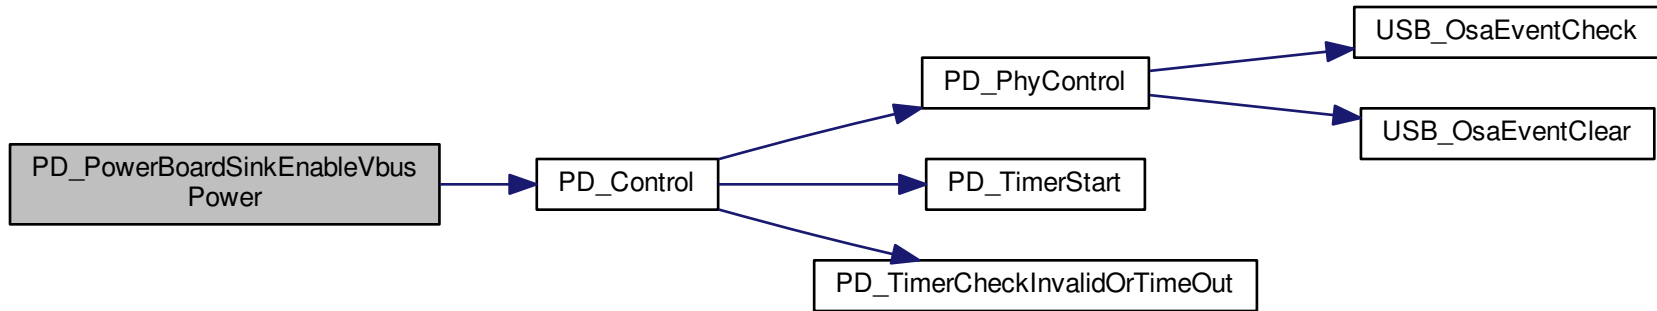 PD_PowerBoardSinkEnableVbus
Power
PD_Control
PD_PhyControl
USB_OsaEventCheck
USB_OsaEventClear
PD_TimerStart
PD_TimerCheckInvalidOrTimeOut